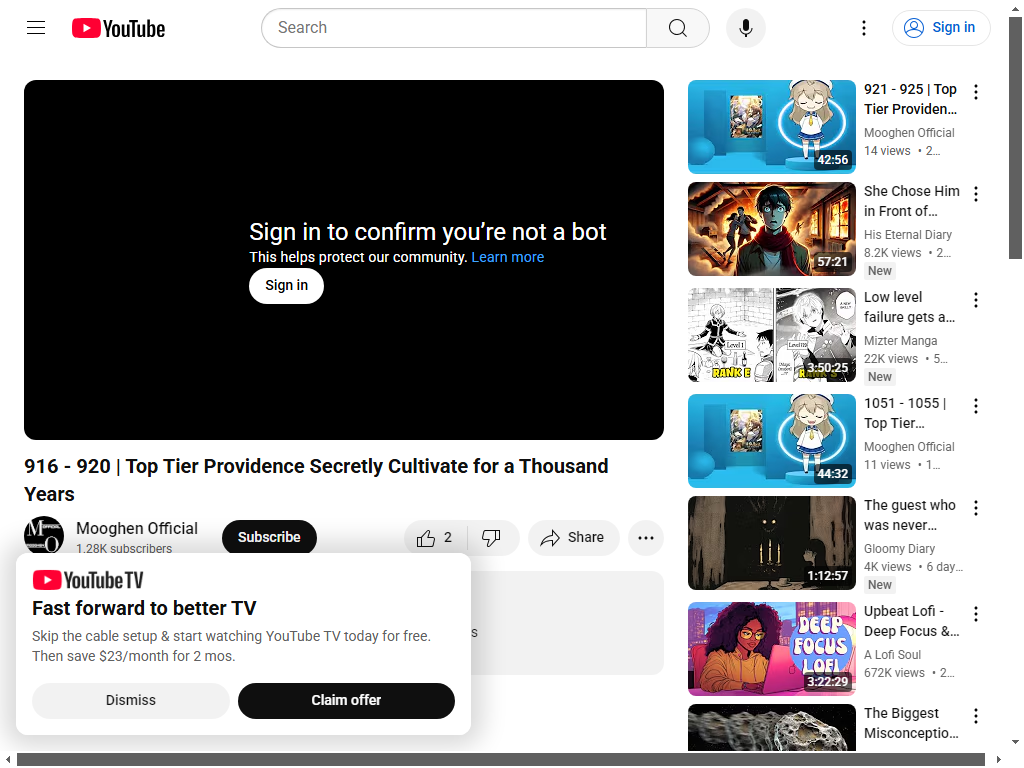 YouTube
Search
Sign in
Sign in to confirm you're not a bot
This helps protect our community. Learn more
Sign in
916 - 920 | Top Tier Providence Secretly Cultivate for a Thousand
Years
Mooghen Official
1.28K subscribers
Subscribe
2
Share
s
YouTube TV
Fast forward to better TV
Skip the cable setup & start watching YouTube TV today for free.
Then save $23/month for 2 mos.
Dismiss
Claim offer
42:56
921 - 925 | Top
Tier Providen...
Mooghen Official
14 views • 2...
57:21
She Chose Him
in Front of...
His Eternal Diary
8.2K views • 2...
New
Level 1
RANK E
3:50:25
Low level
failure gets a...
Mizter Manga
22K views • 5...
New
44:32
1051 - 1055 |
Top Tier...
Mooghen Official
11 views • 1...
1:12:57
The guest who
was never...
Gloomy Diary
4K views • 6 day...
New
DEEP
FOCUS
LOFI
3:22:29
Upbeat Lofi -
Deep Focus &...
A Lofi Soul
672K views • 2...
The Biggest
Misconceptio...